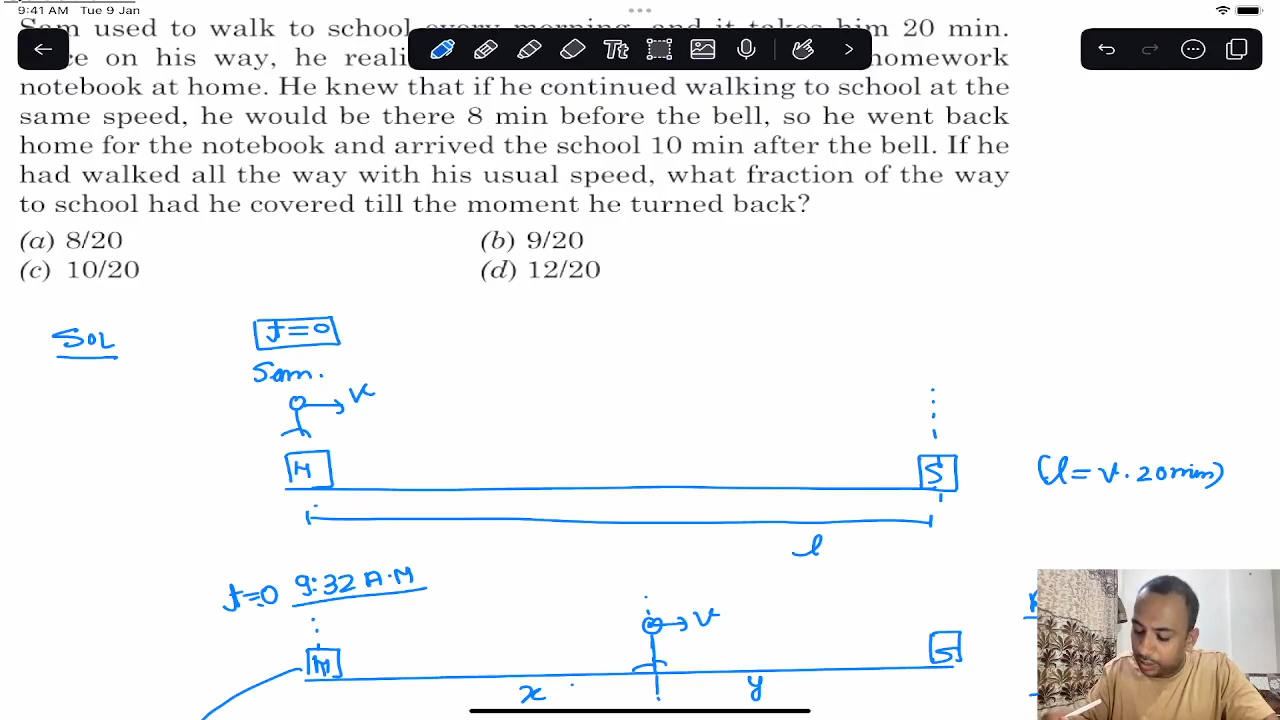 9:41 AM Tue 9 Jan
Sam used to walk to school every morning, and it takes him 20 min.
on his way, he homework
notebook at home. He knew that if he continued walking to school at the
same speed, he would be there 8 min before the bell, so he went back
home for the notebook and arrived the school 10 min after the bell. If he
had walked all the way with his usual speed, what fraction of the way
to school had he covered till the moment he turned back?
(a) 8/20 (b) 9/20
(c) 10/20 (d) 12/20
Tt
SOL
t=0
Sam.
v
H S (l = v. 20 min)
l
t=0 9:32 A.M
v
H S
x y